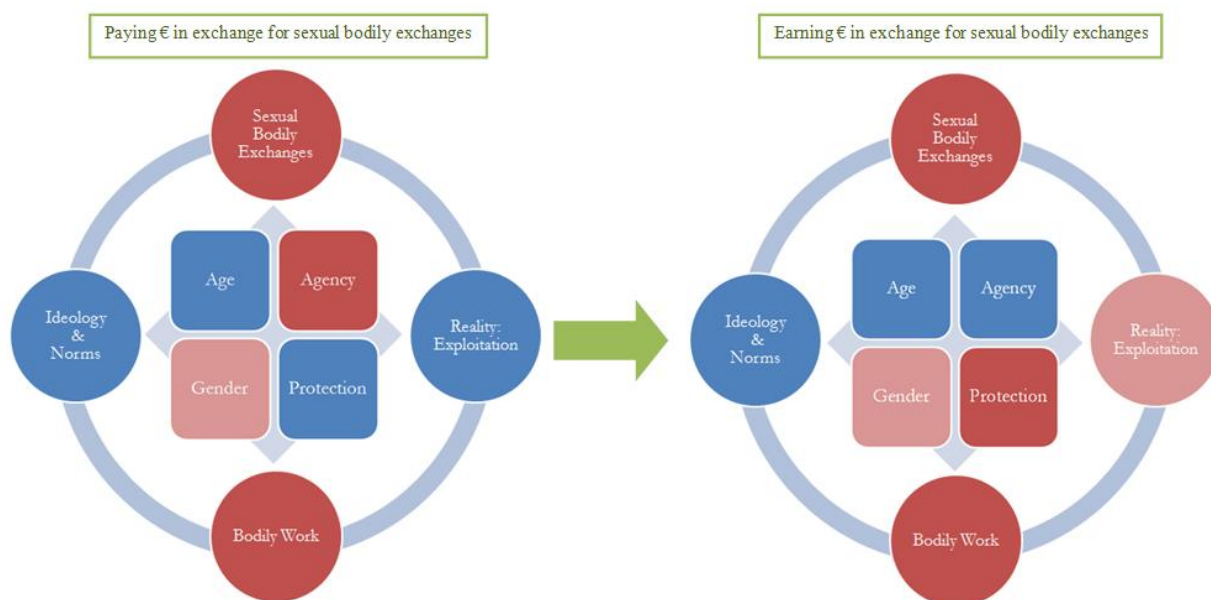 Paying € in exchange for sexual bodily exchanges
Sexual
Bodily
Exchanges
Age
Agency
Ideology
&
Norms
Reality:
Exploitation
Gender
Protection
Bodily Work
Earning € in exchange for sexual bodily exchanges
Sexual
Bodily
Exchanges
Age
Agency
Ideology
&
Norms
Reality:
Exploitation
Gender
Protection
Bodily Work